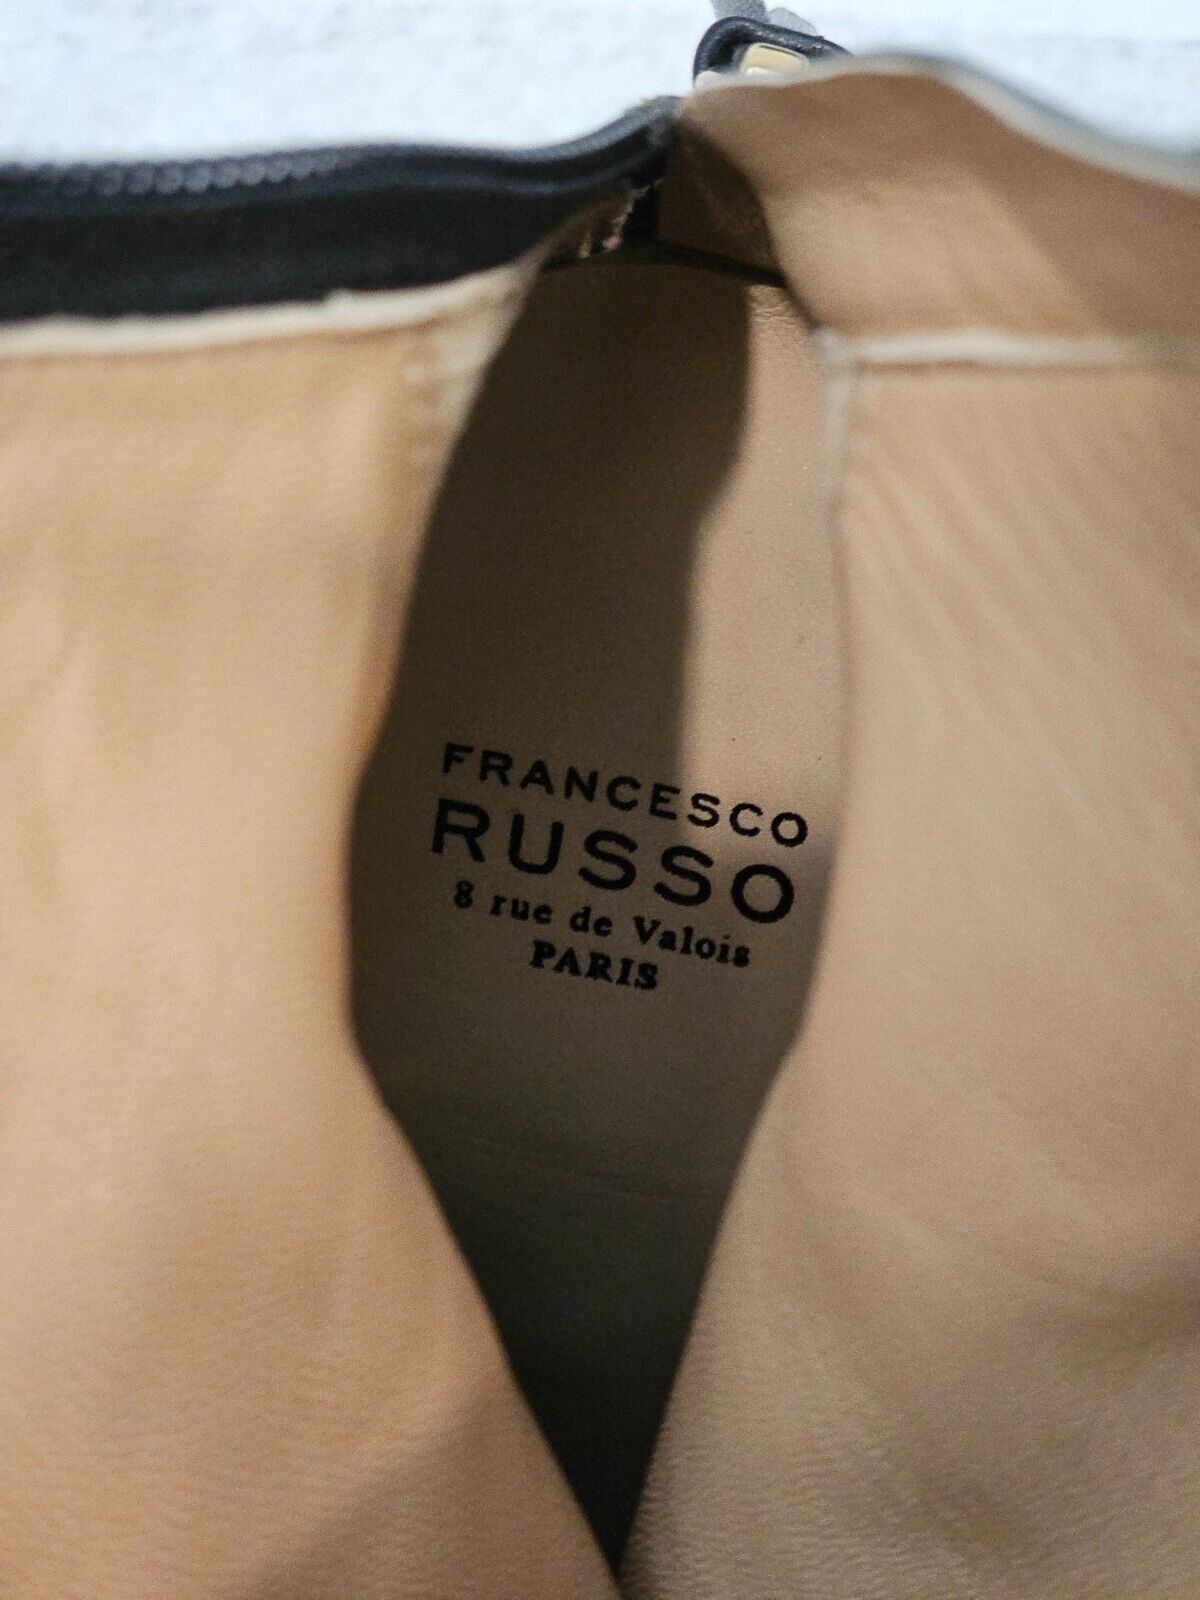 FRANCESCO
RUSSO
8 rue de Valois
PARIS